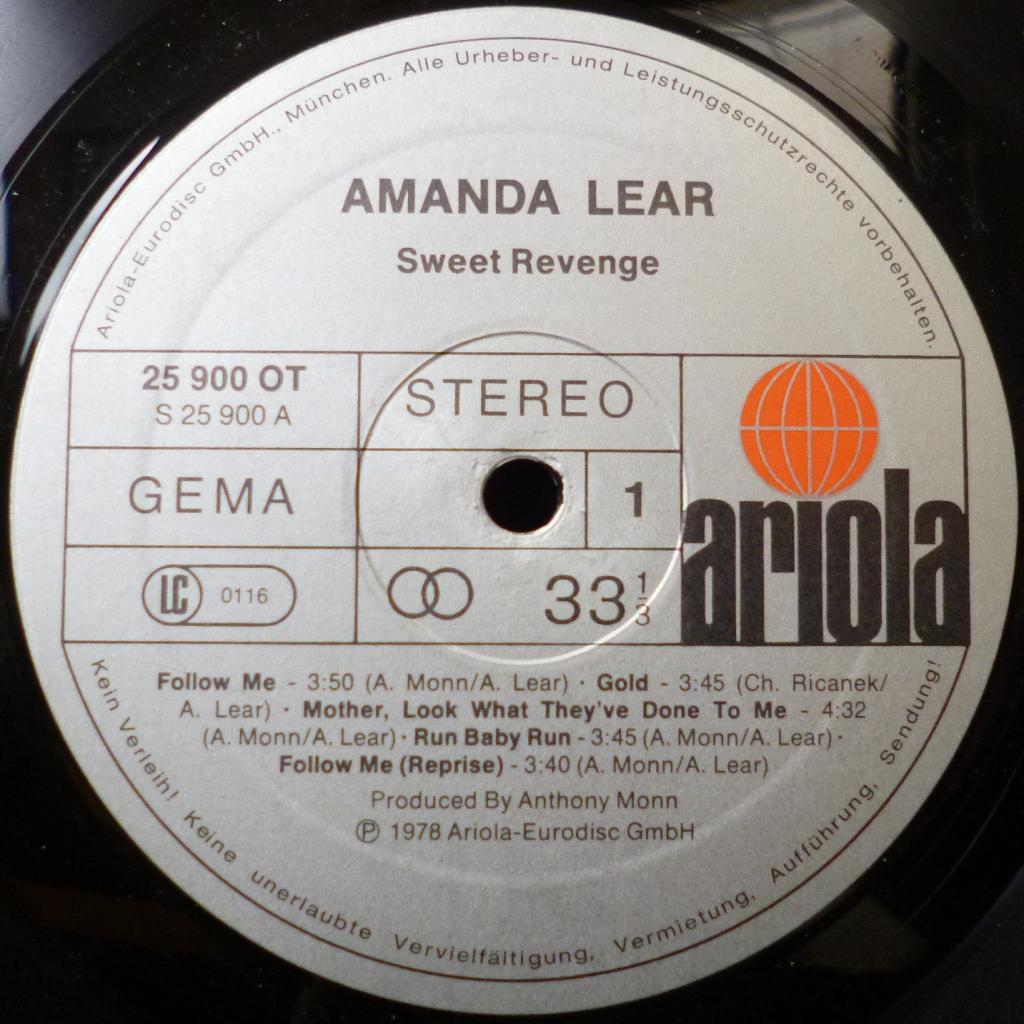 Ariola-Eurodisc GmbH., München. Alle Urheber- und Leistungsschutzrechte vorbehalten.
AMANDA LEAR
Sweet Revenge
25 900 OT
S 25 900 A
STEREO
GEMA
1
LC 0116
33 1/3
ariola
Follow Me - 3:50 (A. Monn/A. Lear) · Gold - 3:45 (Ch. Ricanek/
A. Lear) · Mother, Look What They've Done To Me - 4:32
(A. Monn/A. Lear) · Run Baby Run - 3:45 (A. Monn/A. Lear) ·
Follow Me (Reprise) - 3:40 (A. Monn/A. Lear)
Produced By Anthony Monn
℗ 1978 Ariola-Eurodisc GmbH
Kein Verleih! Keine unerlaubte Vervielfältigung, Vermietung, Aufführung, Sendung!